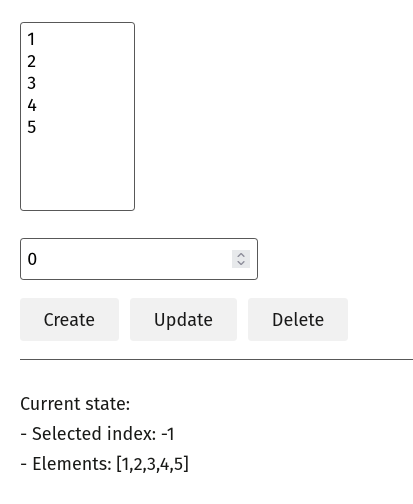 1
2
3
4
5
0
Create Update Delete
Current state:
- Selected index: -1
- Elements: [1,2,3,4,5]